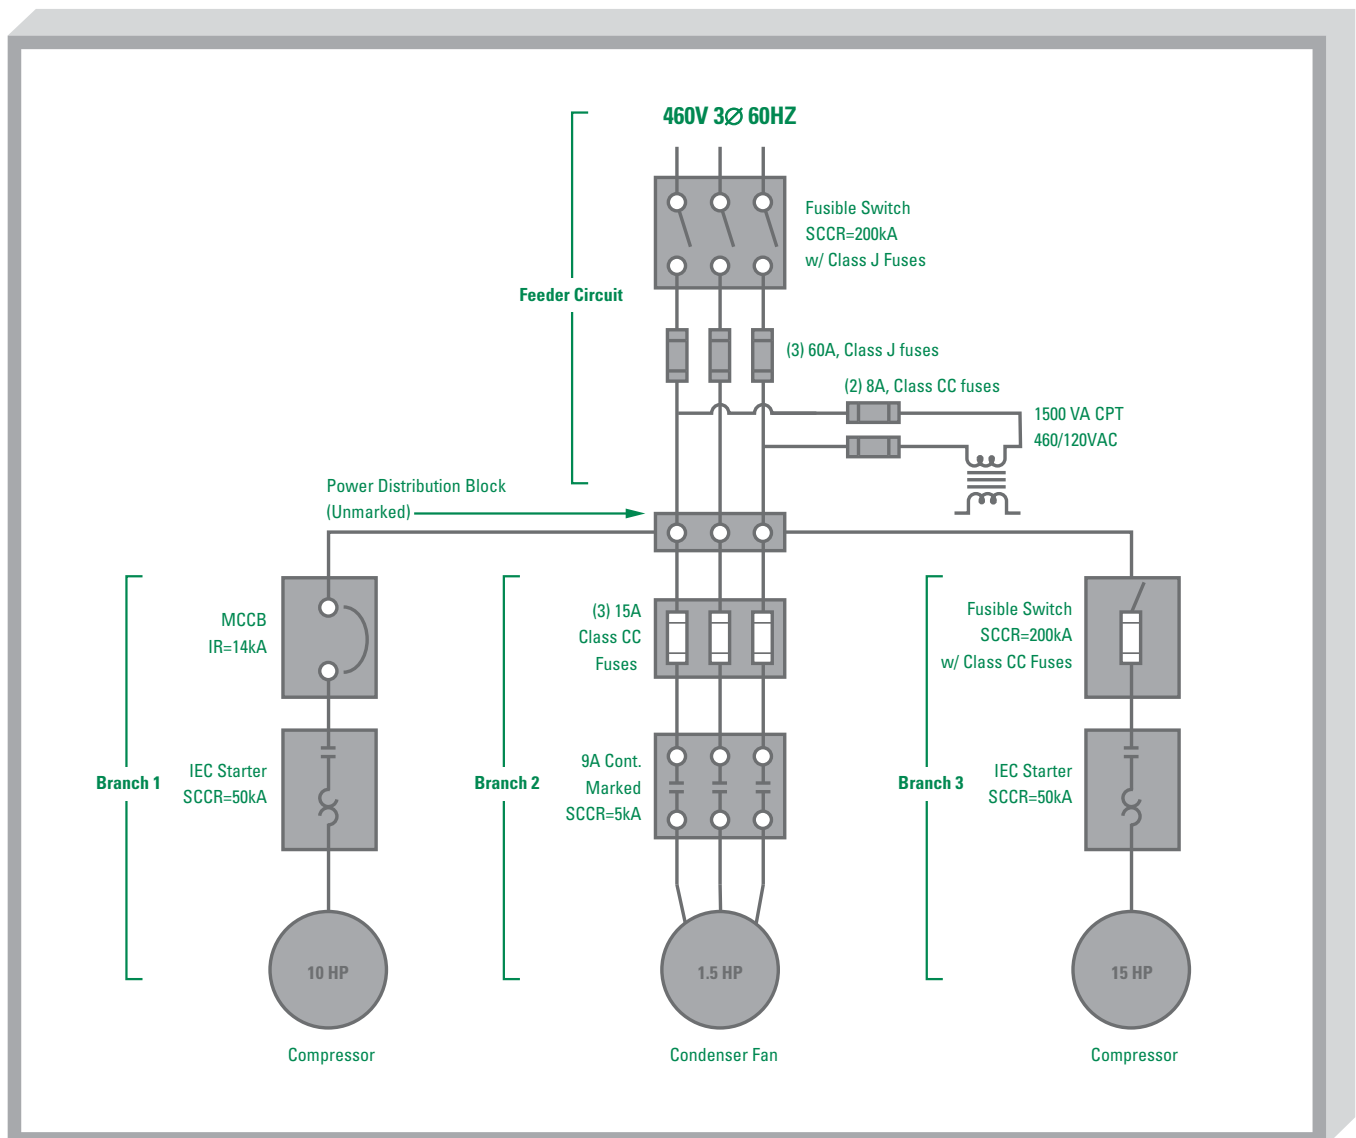 460V 3Ø 60HZ
Fusible Switch
SCCR=200kA
w/ Class J Fuses
Feeder Circuit
(3) 60A, Class J fuses
(2) 8A, Class CC fuses
1500 VA CPT
460/120VAC
Power Distribution Block
(Unmarked)
Branch 1
MCCB
IR=14kA
IEC Starter
SCCR=50kA
10 HP
Compressor
Branch 2
(3) 15A
Class CC
Fuses
9A Cont.
Marked
SCCR=5kA
1.5 HP
Condenser Fan
Branch 3
Fusible Switch
SCCR=200kA
w/ Class CC Fuses
IEC Starter
SCCR=50kA
15 HP
Compressor